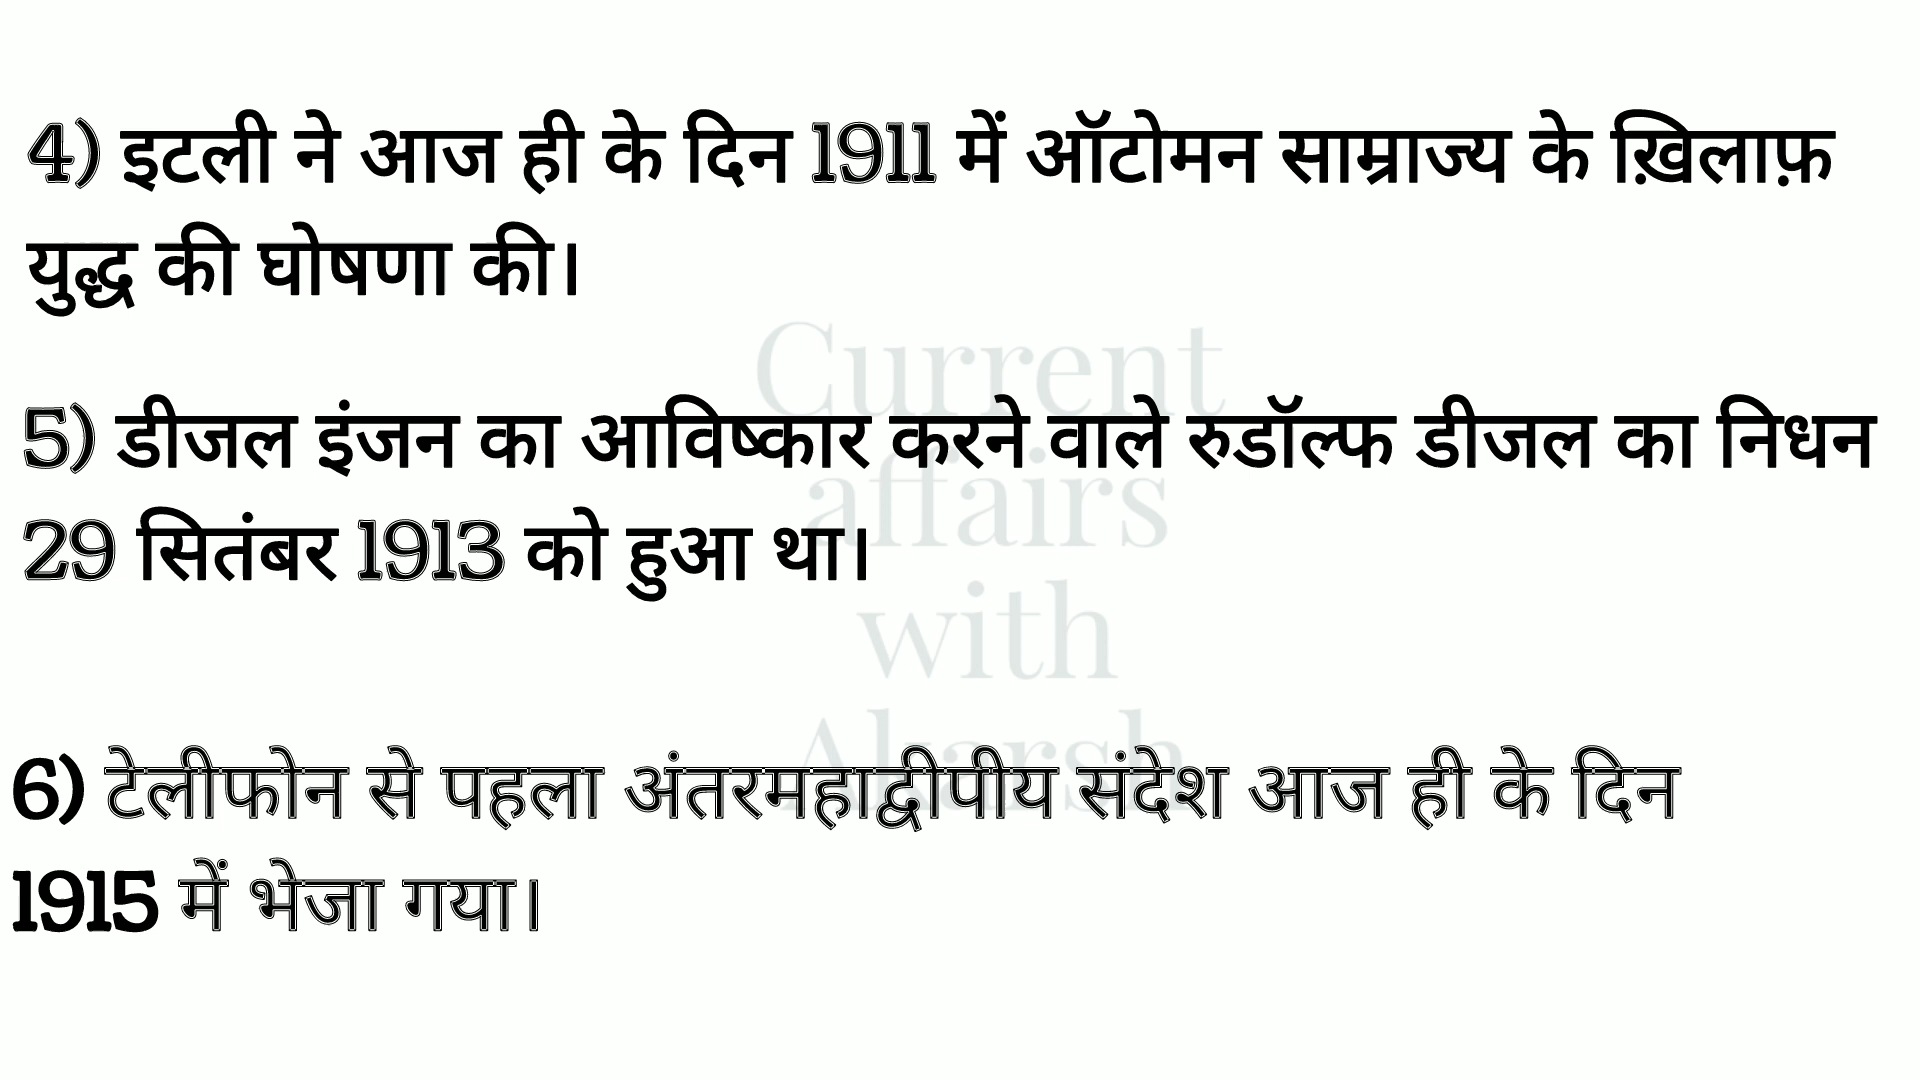 4) इटली ने आज ही के दिन 1911 में ऑटोमन साम्राज्य के ख़िलाफ़
युद्ध की घोषणा की।
Current
5) डीजल इंजन का आविष्कार करने वाले रुडॉल्फ डीजल का निधन
affairs
29 सितंबर 1913 को हुआ था।
with
Akarsh
6) टेलीफोन से पहला अंतरमहाद्वीपीय संदेश आज ही के दिन
1915 में भेजा गया।